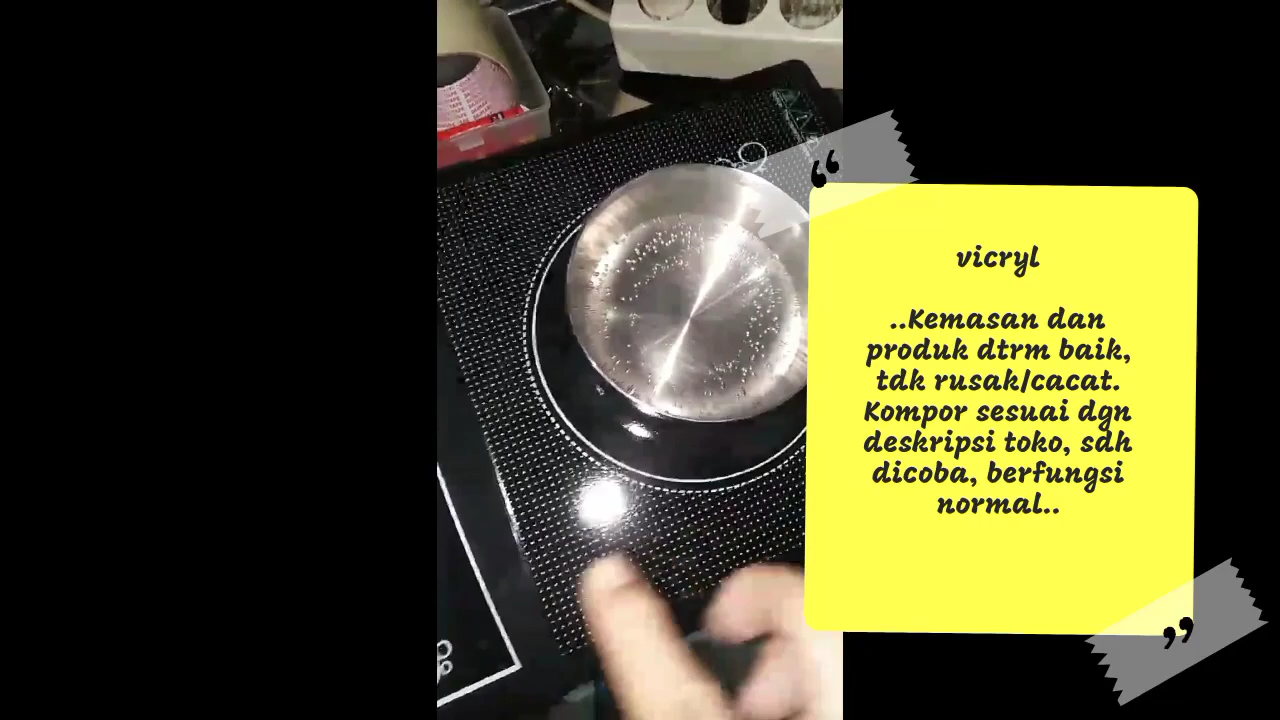 “
vicryl
..Kemasan dan
produk dtrm baik,
tdk rusak/cacat.
Kompor sesuai dgn
deskripsi toko, sdh
dicoba, berfungsi
normal..
”